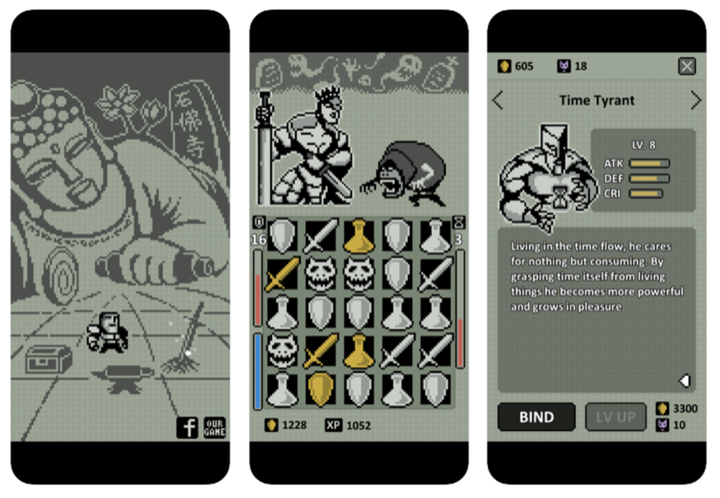 石佛寺
f
OUR
GAME
0
16
3
1228 XP 1052
605 18
Time Tyrant
LV. 8
ATK
DEF
CRI
Living in the time flow, he cares
for nothing but consuming. By
grasping time itself from living
things he becomes more powerful
and grows in pleasure
BIND LV UP 3300
10